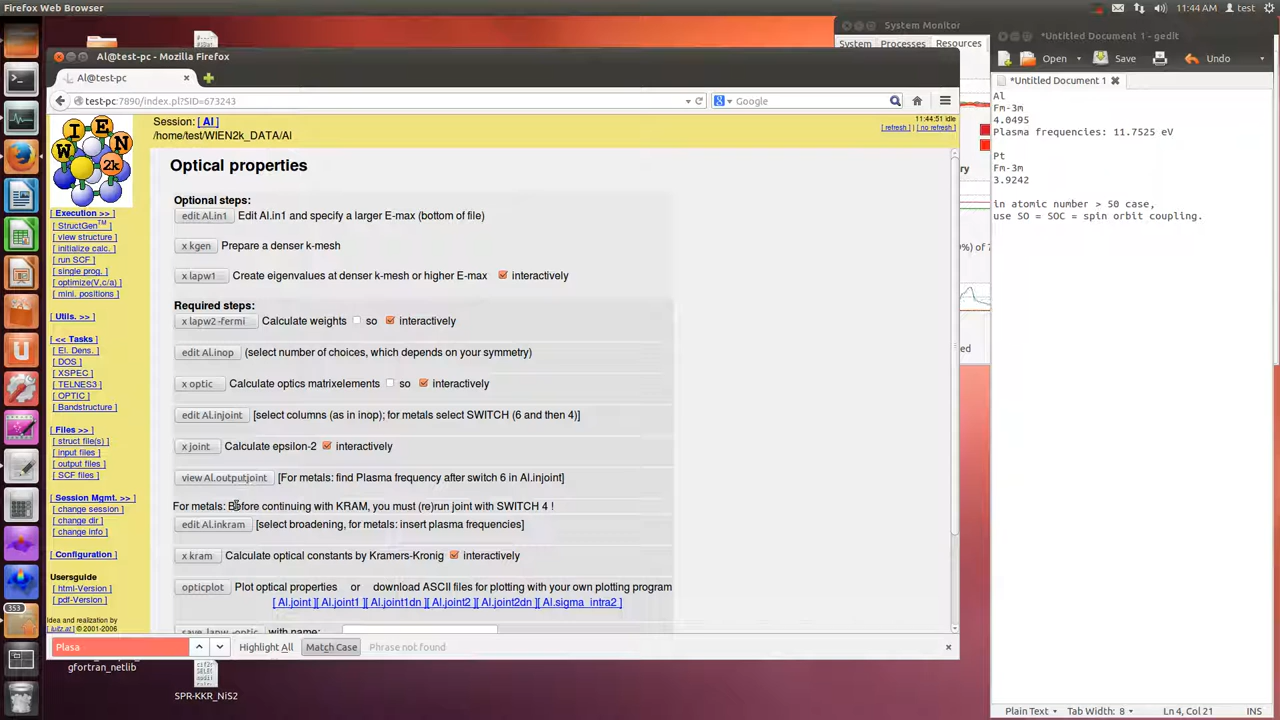 Firefox Web Browser
11:44 AM
test
System Monitor
System Processes Resources
Al@test-pc - Mozilla Firefox
Al@test-pc
test-pc:7890/index.pl?SID=673243
Google
WIEN
2k
Session: [ Al ]
/home/test/WIEN2k_DATA/Al
11:44:51 idle
[ refresh ] [ no refresh ]
[ Execution >> ]
[ StructGen™ ]
[ view structure ]
[ initialize calc. ]
[ run SCF ]
[ single prog. ]
[ optimize(V,c/a) ]
[ mini. positions ]
[ Utils. >> ]
[ << Tasks ]
[ El. Dens. ]
[ DOS ]
[ XSPEC ]
[ TELNES3 ]
[ OPTIC ]
[ Bandstructure ]
[ Files >> ]
[ struct file(s) ]
[ input files ]
[ output files ]
[ SCF files ]
[ Session Mgmt. >> ]
[ change session ]
[ change dir ]
[ change info ]
[ Configuration ]
Usersguide
[ html-Version ]
[ pdf-Version ]
Idea and realization by
[ luitz.at ] © 2001-2006
Optical properties
Optional steps:
edit Al.in1 Edit Al.in1 and specify a larger E-max (bottom of file)
x kgen Prepare a denser k-mesh
x lapw1 Create eigenvalues at denser k-mesh or higher E-max interactively
Required steps:
x lapw2 -fermi Calculate weights so interactively
edit Al.inop (select number of choices, which depends on your symmetry)
x optic Calculate optics matrixelements so interactively
edit Al.injoint [select columns (as in inop); for metals select SWITCH (6 and then 4)]
x joint Calculate epsilon-2 interactively
view Al.outputjoint [For metals: find Plasma frequency after switch 6 in Al.injoint]
For metals: Before continuing with KRAM, you must (re)run joint with SWITCH 4 !
edit Al.inkram [select broadening, for metals: insert plasma frequencies]
x kram Calculate optical constants by Kramers-Kronig interactively
opticplot Plot optical properties or download ASCII files for plotting with your own plotting program
[ Al.joint ][ Al.joint1 ][ Al.joint1dn ][ Al.joint2 ][ Al.joint2dn ][ Al.sigma_intra2 ]
save_lapw -optic with name:
Plasa
Highlight All Match Case Phrase not found
353
gfortran_netlib
SPR-KKR_NiS2
*Untitled Document 1 - gedit
Open Save Undo
*Untitled Document 1
Al
Fm-3m
4.0495
Plasma frequencies: 11.7525 eV
Pt
Fm-3m
3.9242
in atomic number > 50 case,
use SO = SOC = spin orbit coupling.
Plain Text Tab Width: 8 Ln 4, Col 21 INS